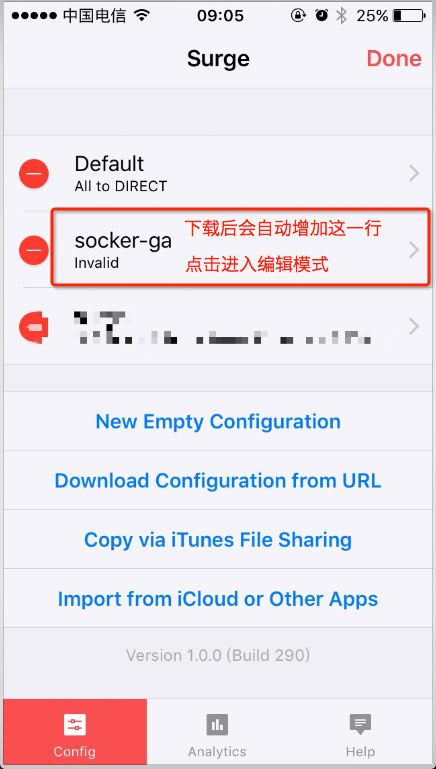 中国电信 09:05 25%
Surge Done
Default
All to DIRECT
socker-ga 下载后会自动增加这一行
Invalid 点击进入编辑模式
New Empty Configuration
Download Configuration from URL
Copy via iTunes File Sharing
Import from iCloud or Other Apps
Version 1.0.0 (Build 290)
Config Analytics Help